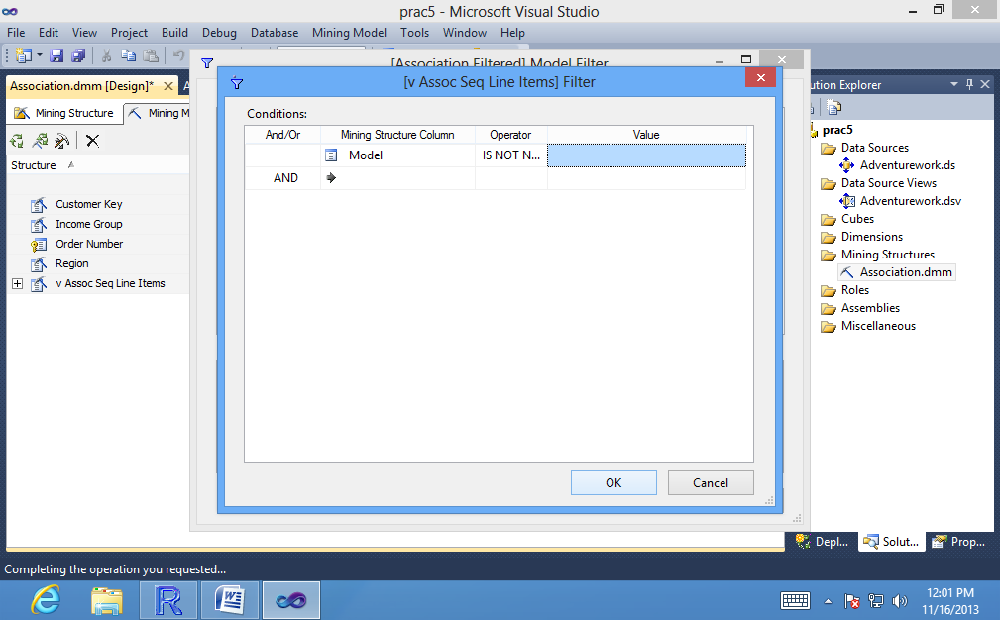 prac5 - Microsoft Visual Studio
File Edit View Project Build Debug Database Mining Model Tools Window Help
[Association Filtered] Model Filter
Association.dmm [Design]*
[v Assoc Seq Line Items] Filter
ution Explorer
Mining Structure
Mining M
Conditions:
And/Or Mining Structure Column Operator Value
Model IS NOT N...
AND
Structure
Customer Key
Income Group
Order Number
Region
v Assoc Seq Line Items
prac5
Data Sources
Adventurework.ds
Data Source Views
Adventurework.dsv
Cubes
Dimensions
Mining Structures
Association.dmm
Roles
Assemblies
Miscellaneous
OK Cancel
Depl... Solut... Prop...
Completing the operation you requested...
12:01 PM
11/16/2013